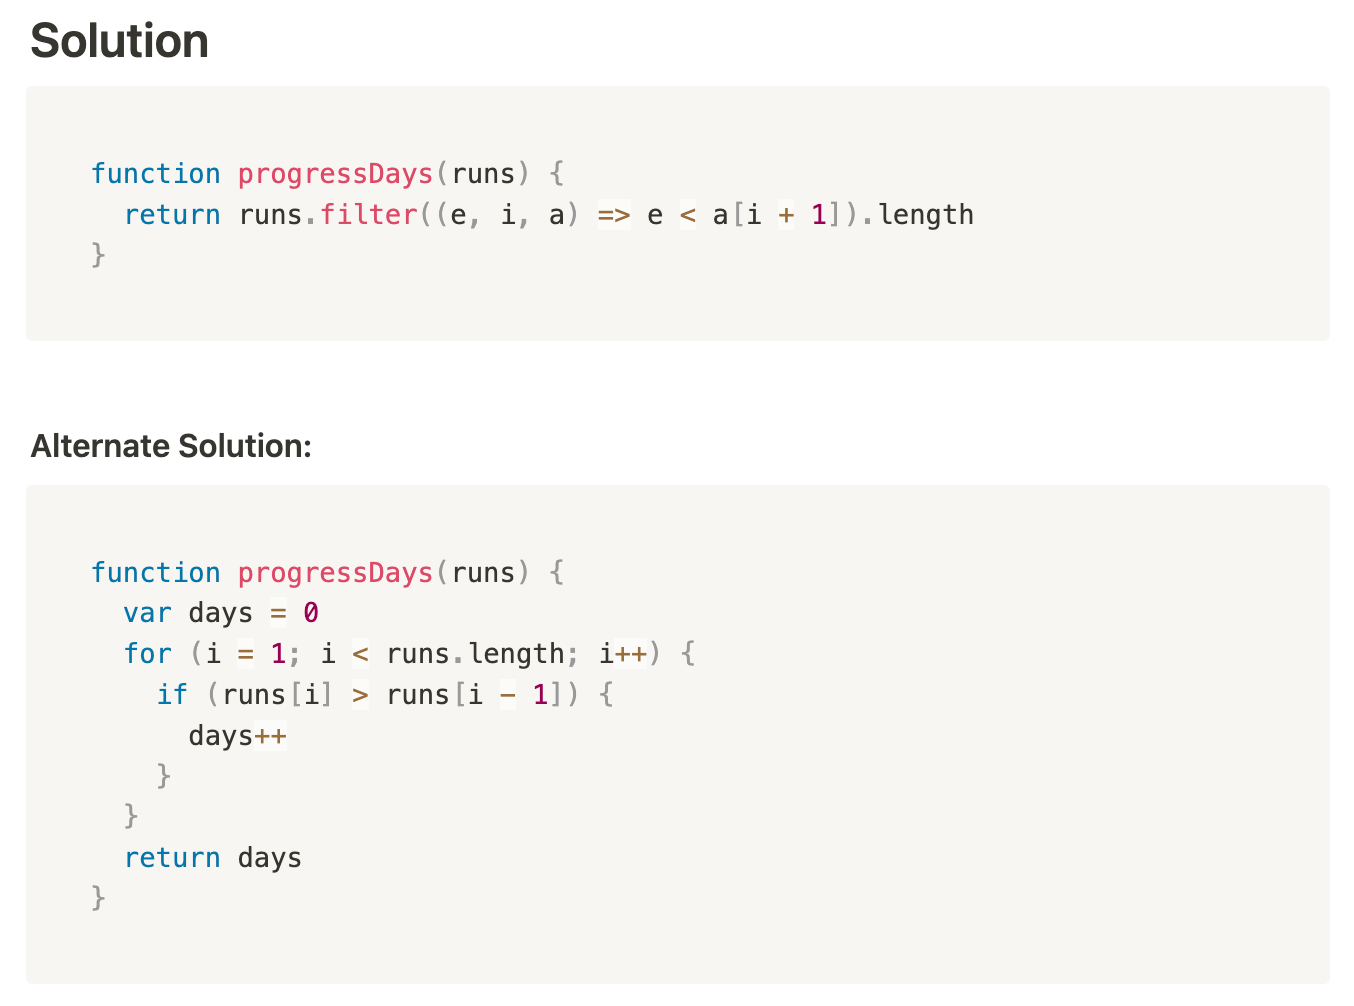 Solution
function progressDays(runs) {
  return runs.filter((e, i, a) => e < a[i + 1]).length
}
Alternate Solution:
function progressDays(runs) {
  var days = 0
  for (i = 1; i < runs.length; i++) {
    if (runs[i] > runs[i - 1]) {
      days++
    }
  }
  return days
}